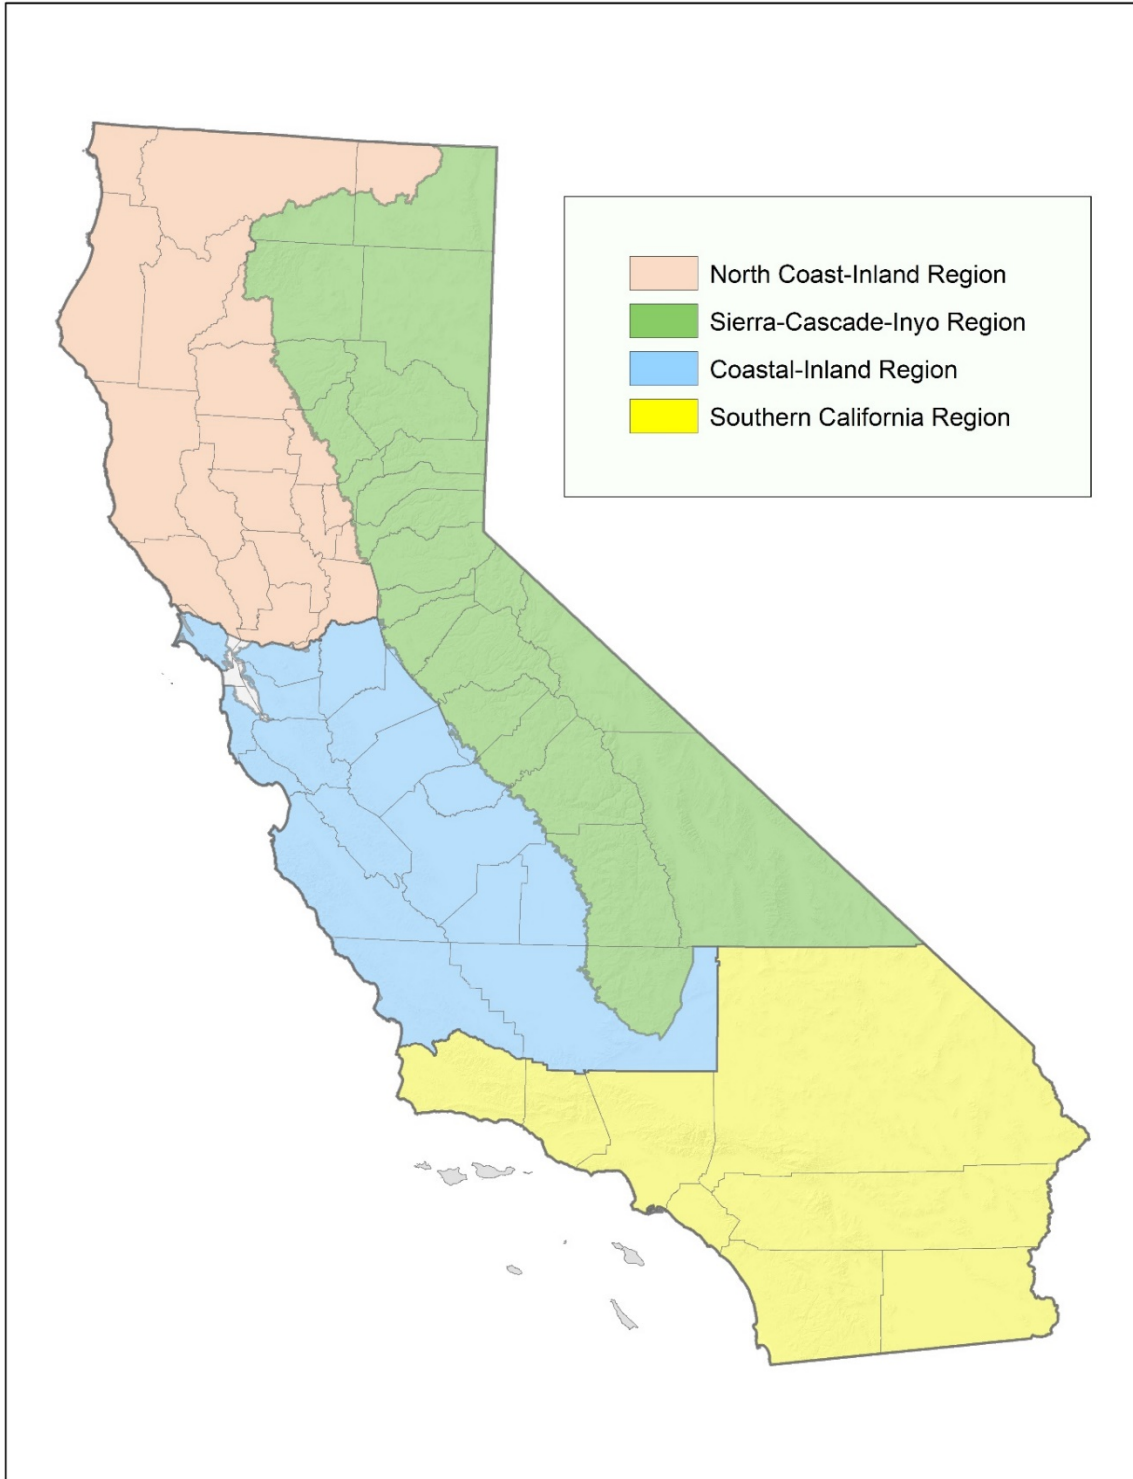 North Coast-Inland Region
Sierra-Cascade-Inyo Region
Coastal-Inland Region
Southern California Region